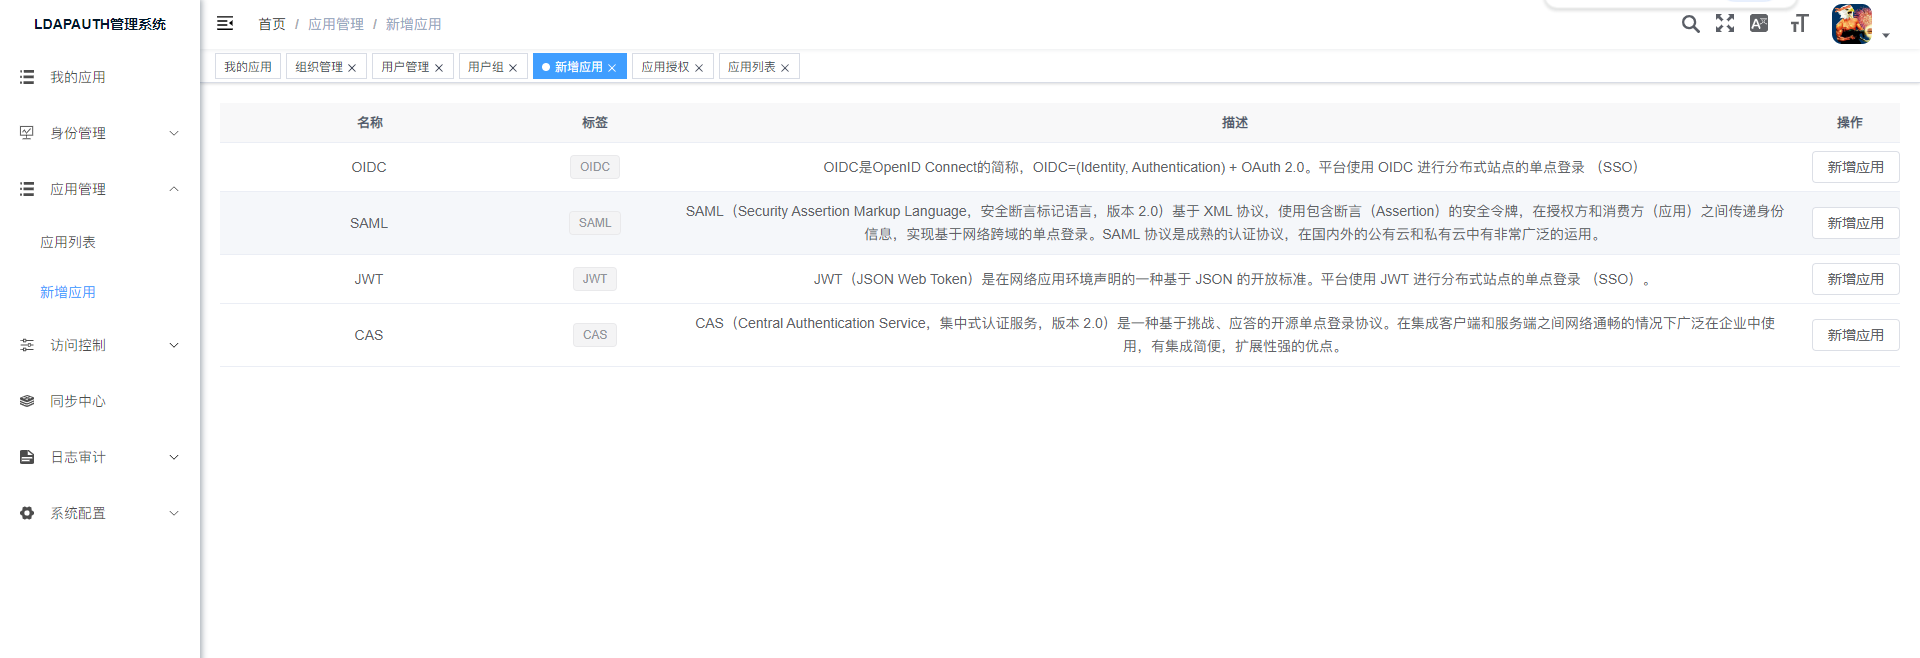 LDAPAUTH管理系统
首页 / 应用管理 / 新增应用
我的应用
组织管理
用户管理
用户组
新增应用
应用授权
应用列表
我的应用
身份管理
应用管理
应用列表
新增应用
访问控制
同步中心
日志审计
系统配置
名称 标签 描述 操作
OIDC OIDC OIDC是OpenID Connect的简称，OIDC=(Identity, Authentication) + OAuth 2.0。平台使用 OIDC 进行分布式站点的单点登录 （SSO） 新增应用
SAML SAML SAML（Security Assertion Markup Language，安全断言标记语言，版本 2.0）基于 XML 协议，使用包含断言（Assertion）的安全令牌，在授权方和消费方（应用）之间传递身份
信息，实现基于网络跨域的单点登录。SAML 协议是成熟的认证协议，在国内外的公有云和私有云中有非常广泛的运用。 新增应用
JWT JWT JWT（JSON Web Token）是在网络应用环境声明的一种基于 JSON 的开放标准。平台使用 JWT 进行分布式站点的单点登录 （SSO）。 新增应用
CAS CAS CAS（Central Authentication Service，集中式认证服务，版本 2.0）是一种基于挑战、应答的开源单点登录协议。在集成客户端和服务端之间网络通畅的情况下广泛在企业中使
用，有集成简便，扩展性强的优点。 新增应用